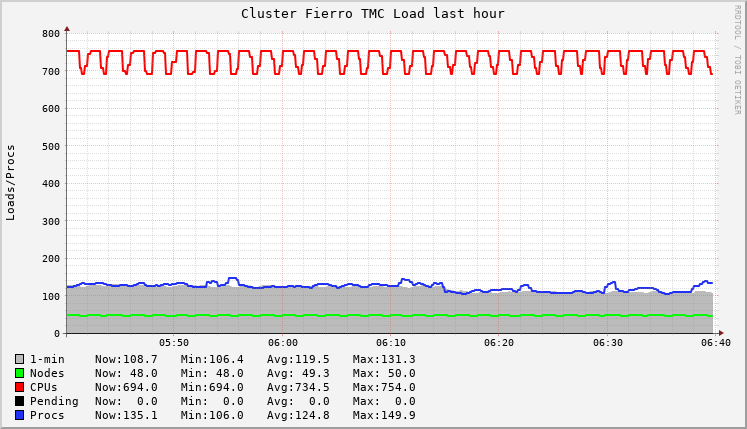 Cluster Fierro TMC Load last hour
RRDTOOL / TOBI OETIKER
Loads/Procs
800
700
600
500
400
300
200
100
0
05:50 06:00 06:10 06:20 06:30 06:40
1-min Now:108.7 Min:106.4 Avg:119.5 Max:131.3
Nodes Now: 48.0 Min: 48.0 Avg: 49.3 Max: 50.0
CPUs Now:694.0 Min:694.0 Avg:734.5 Max:754.0
Pending Now: 0.0 Min: 0.0 Avg: 0.0 Max: 0.0
Procs Now:135.1 Min:106.0 Avg:124.8 Max:149.9